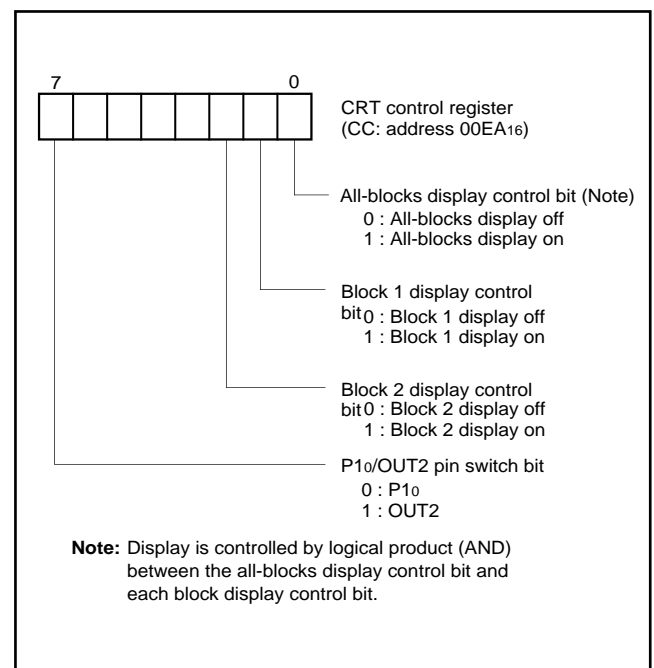 7 0
CRT control register
(CC: address 00EA16)
All-blocks display control bit (Note)
0 : All-blocks display off
1 : All-blocks display on
Block 1 display control
bit 0 : Block 1 display off
1 : Block 1 display on
Block 2 display control
bit 0 : Block 2 display off
1 : Block 2 display on
P10/OUT2 pin switch bit
0 : P10
1 : OUT2
Note: Display is controlled by logical product (AND)
between the all-blocks display control bit and
each block display control bit.